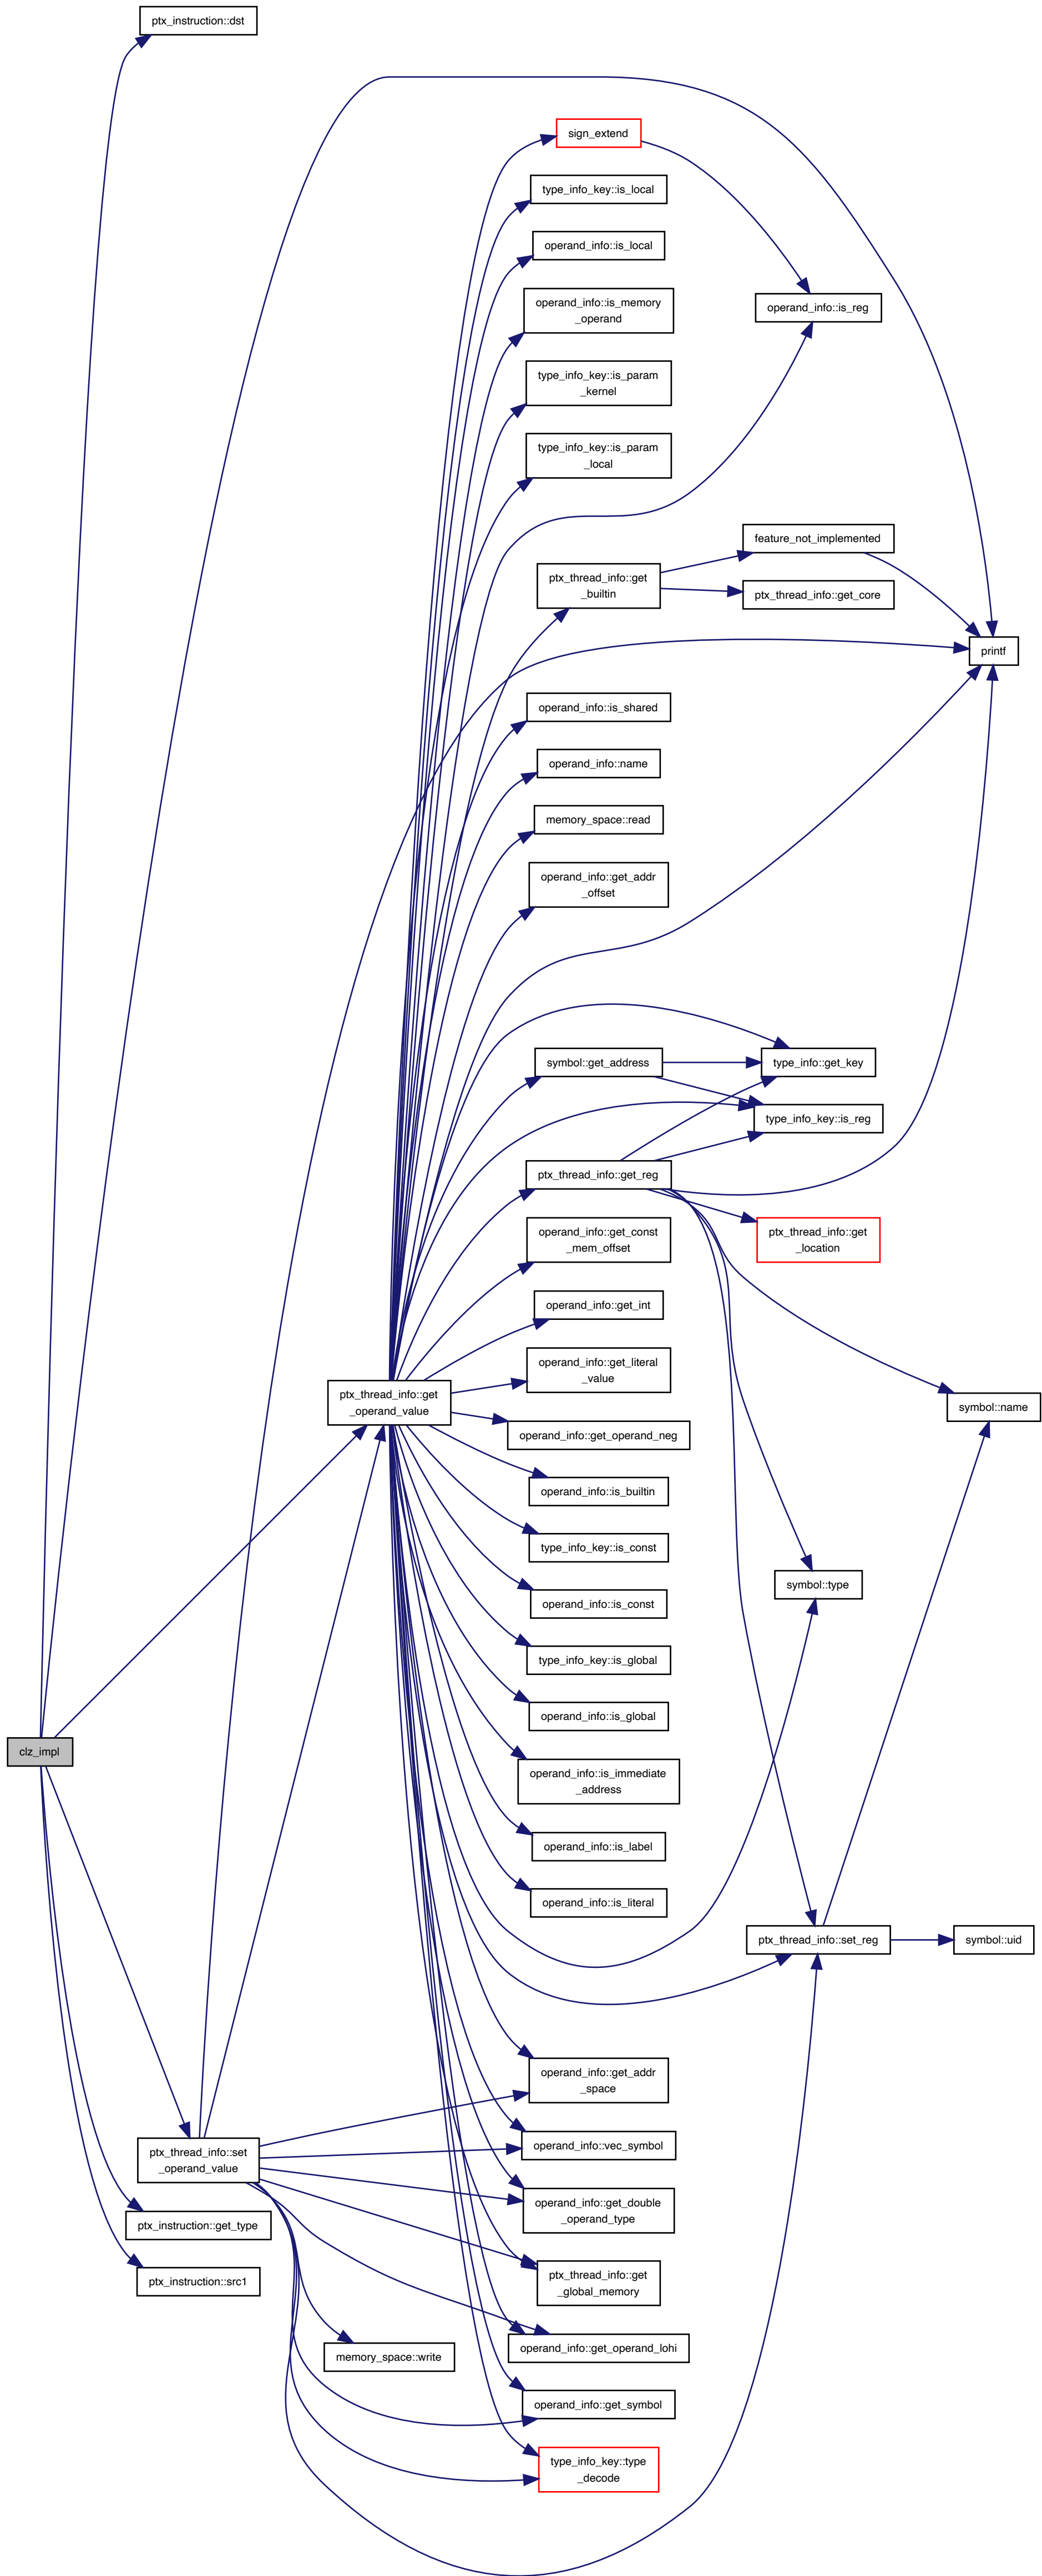 ptx_instruction::dst
sign_extend
type_info_key::is_local
operand_info::is_local
operand_info::is_memory
_operand
operand_info::is_reg
type_info_key::is_param
_kernel
type_info_key::is_param
_local
feature_not_implemented
ptx_thread_info::get
_builtin
ptx_thread_info::get_core
printf
operand_info::is_shared
operand_info::name
memory_space::read
operand_info::get_addr
_offset
symbol::get_address
type_info::get_key
type_info_key::is_reg
ptx_thread_info::get_reg
ptx_thread_info::get
_location
operand_info::get_const
_mem_offset
operand_info::get_int
operand_info::get_literal
_value
ptx_thread_info::get
_operand_value
symbol::name
operand_info::get_operand_neg
operand_info::is_builtin
type_info_key::is_const
symbol::type
operand_info::is_const
type_info_key::is_global
operand_info::is_global
clz_impl
operand_info::is_immediate
_address
operand_info::is_label
operand_info::is_literal
ptx_thread_info::set_reg
symbol::uid
operand_info::get_addr
_space
operand_info::vec_symbol
ptx_thread_info::set
_operand_value
operand_info::get_double
_operand_type
ptx_instruction::get_type
ptx_thread_info::get
_global_memory
ptx_instruction::src1
operand_info::get_operand_lohi
memory_space::write
operand_info::get_symbol
type_info_key::type
_decode